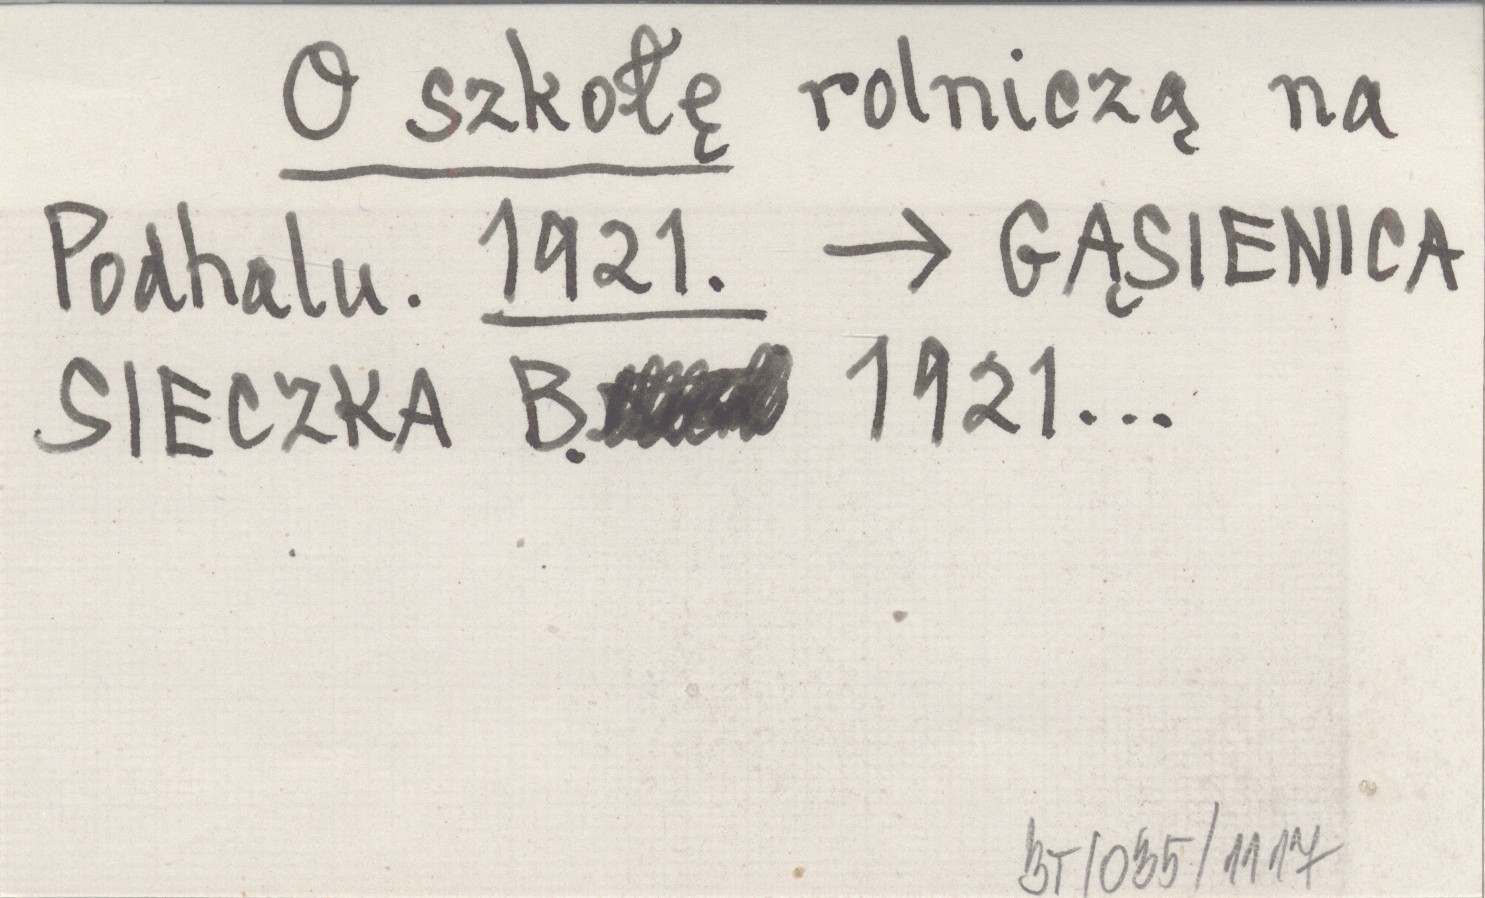 O szkołę rolniczą na
Podhalu. 1921. → GĄSIENICA
SIECZKA B. 1921...
BT/035/1117